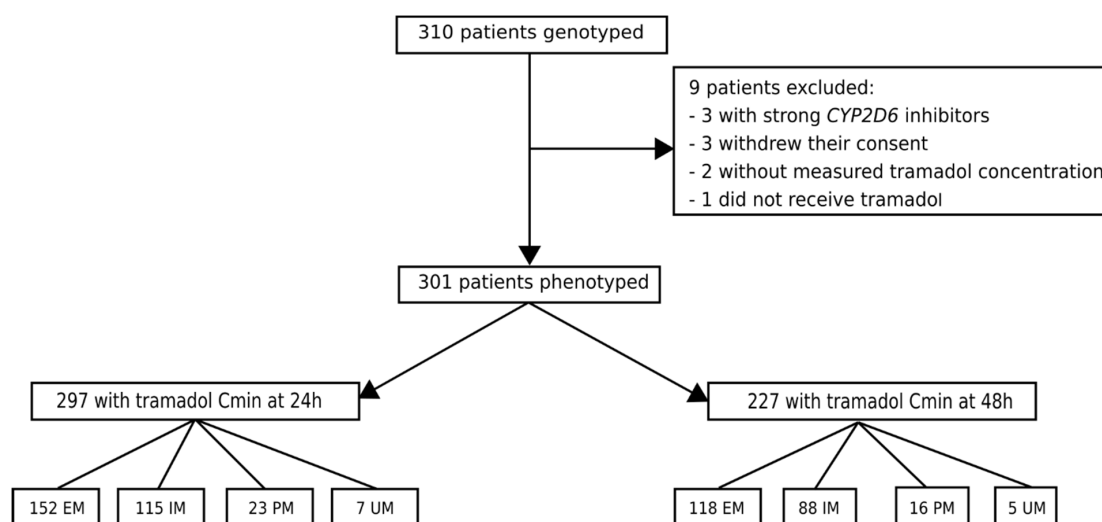 310 patients genotyped
9 patients excluded:
- 3 with strong CYP2D6 inhibitors
- 3 withdrew their consent
- 2 without measured tramadol concentration
- 1 did not receive tramadol
301 patients phenotyped
297 with tramadol Cmin at 24h
227 with tramadol Cmin at 48h
152 EM
115 IM
23 PM
7 UM
118 EM
88 IM
16 PM
5 UM